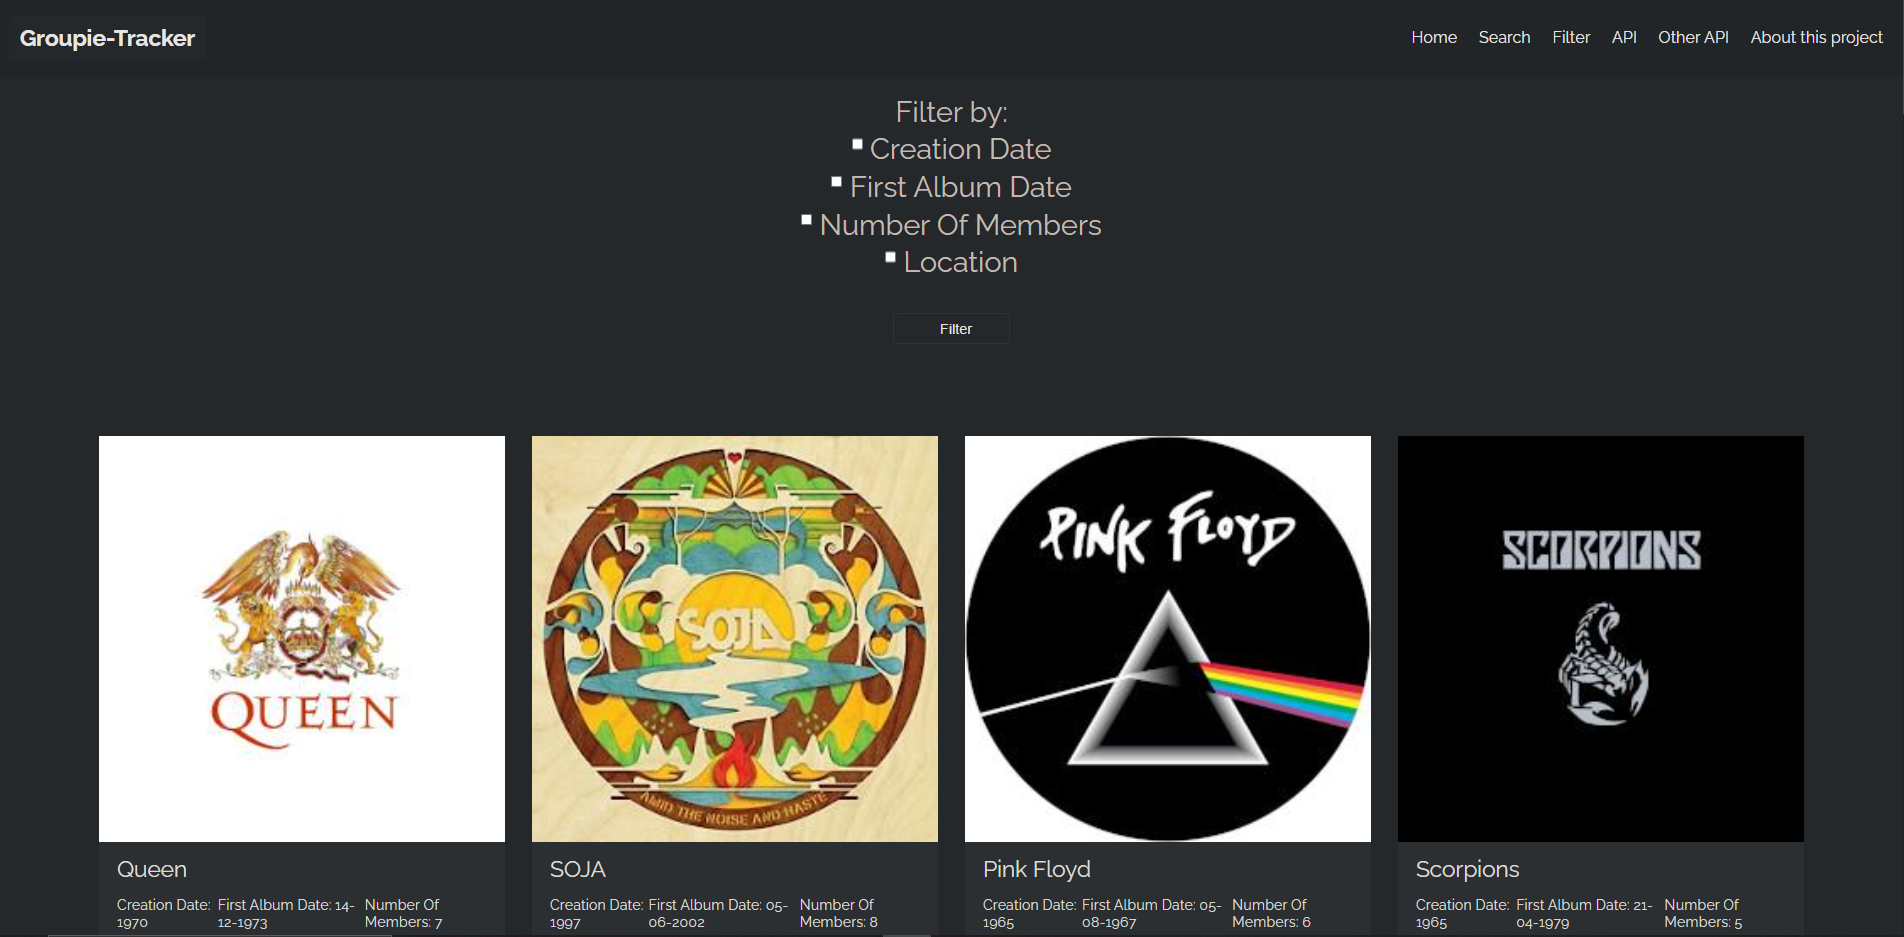 Groupie-Tracker
Home Search Filter API Other API About this project
Filter by:
Creation Date
First Album Date
Number Of Members
Location
Filter
QUEEN
SOJA
AMID THE NOISE AND HASTE
PINK FLOYD
SCORPIONS
Queen
Creation Date: First Album Date: 14- Number Of
1970 12-1973 Members: 7
SOJA
Creation Date: First Album Date: 05- Number Of
1997 06-2002 Members: 8
Pink Floyd
Creation Date: First Album Date: 05- Number Of
1965 08-1967 Members: 6
Scorpions
Creation Date: First Album Date: 21- Number Of
1965 04-1979 Members: 5